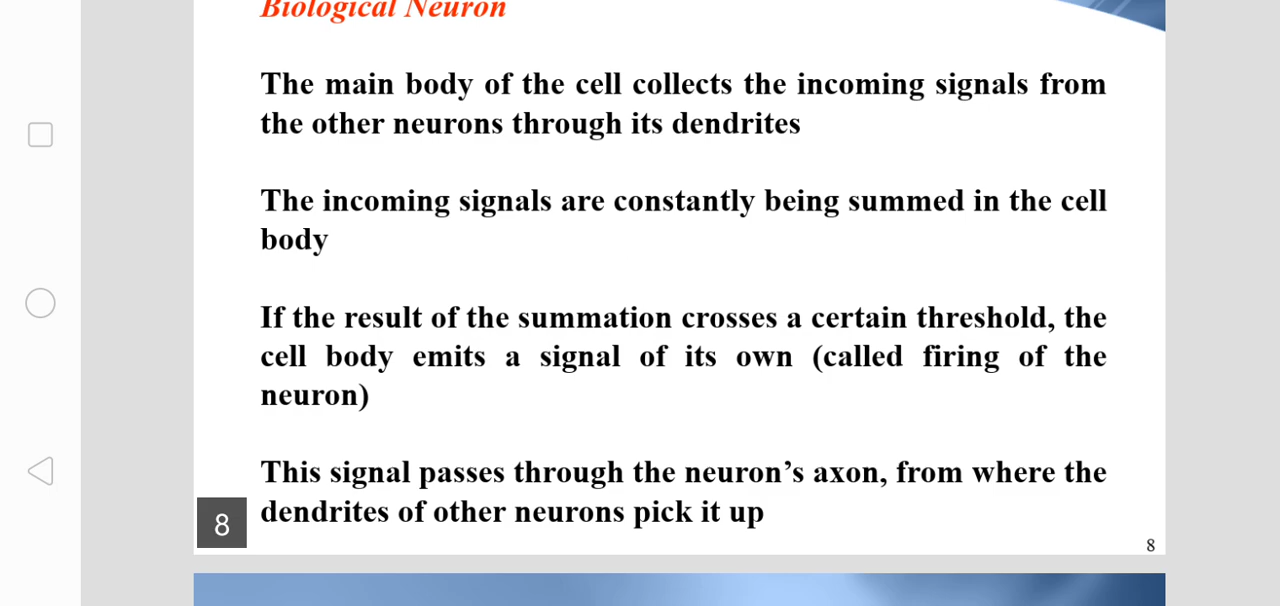 Biological Neuron
The main body of the cell collects the incoming signals from
the other neurons through its dendrites
The incoming signals are constantly being summed in the cell
body
If the result of the summation crosses a certain threshold, the
cell body emits a signal of its own (called firing of the
neuron)
This signal passes through the neuron’s axon, from where the
dendrites of other neurons pick it up
8
8